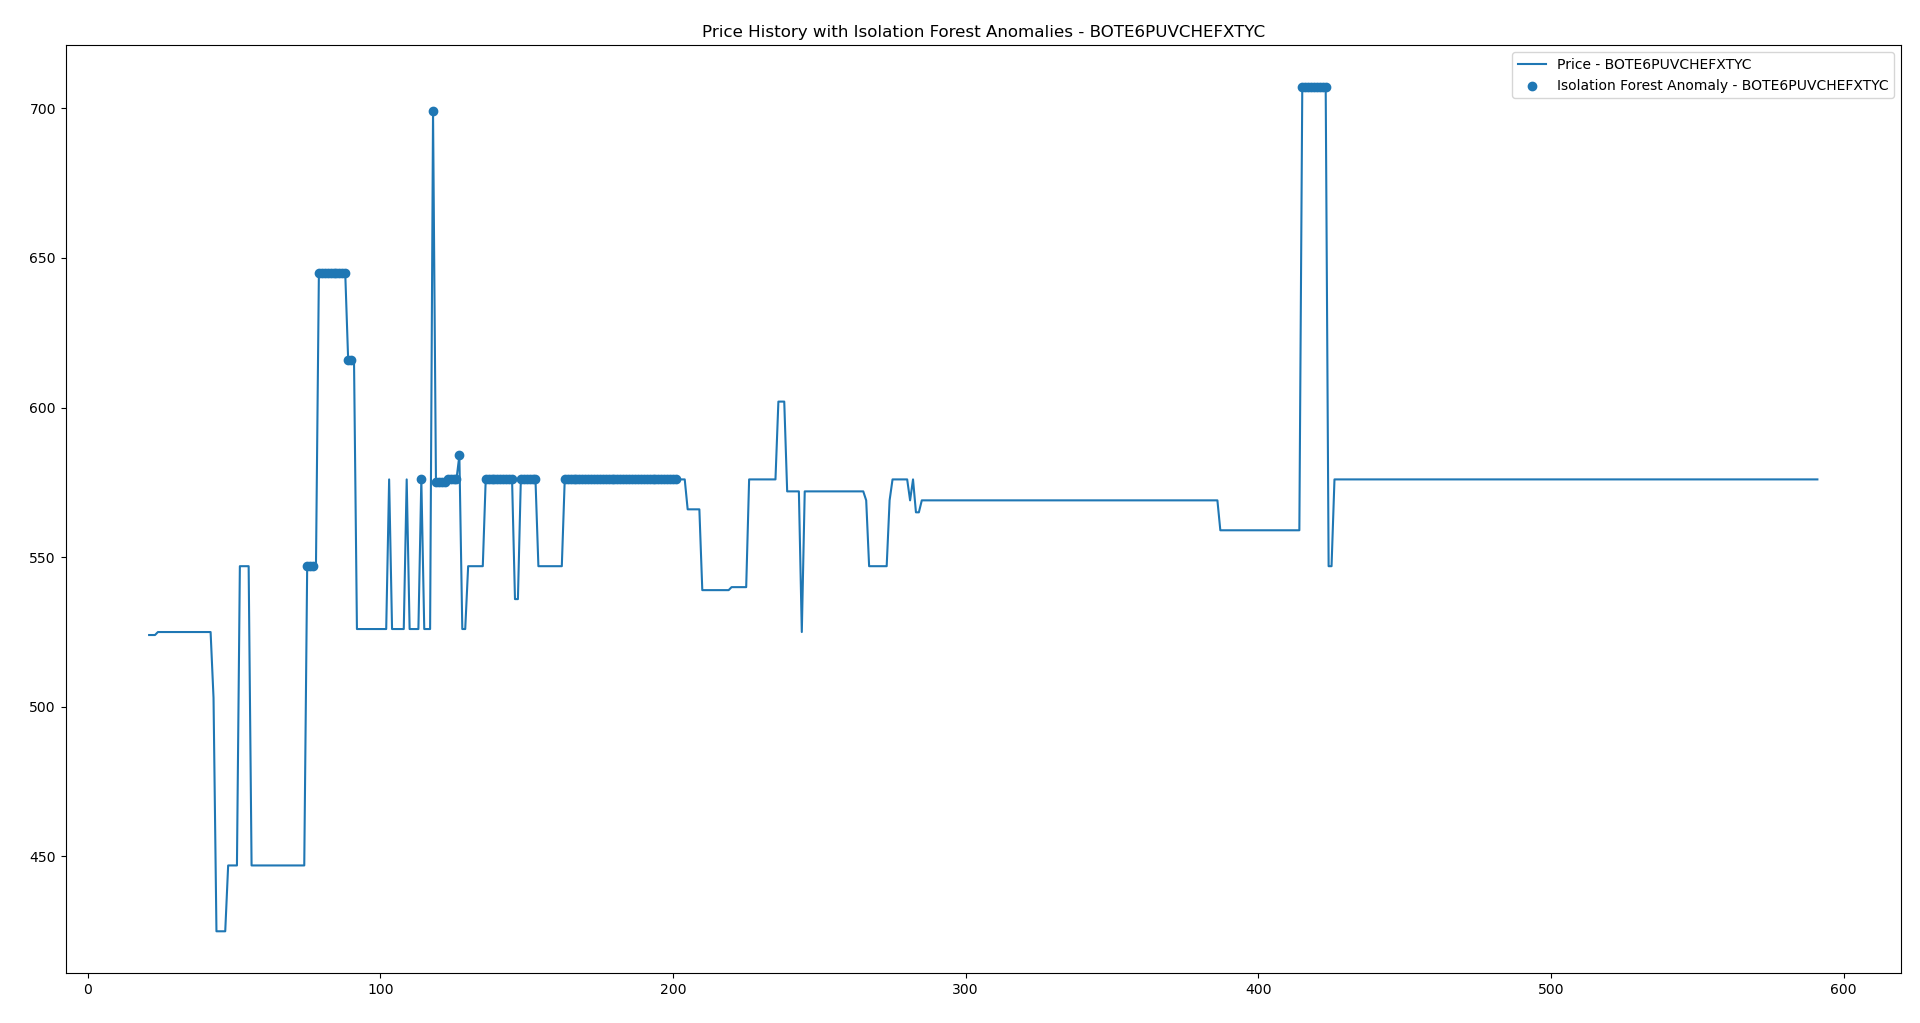 Price History with Isolation Forest Anomalies - BOTE6PUVCHEFXTYC
Price - BOTE6PUVCHEFXTYC
Isolation Forest Anomaly - BOTE6PUVCHEFXTYC
700
650
600
550
500
450
0 100 200 300 400 500 600